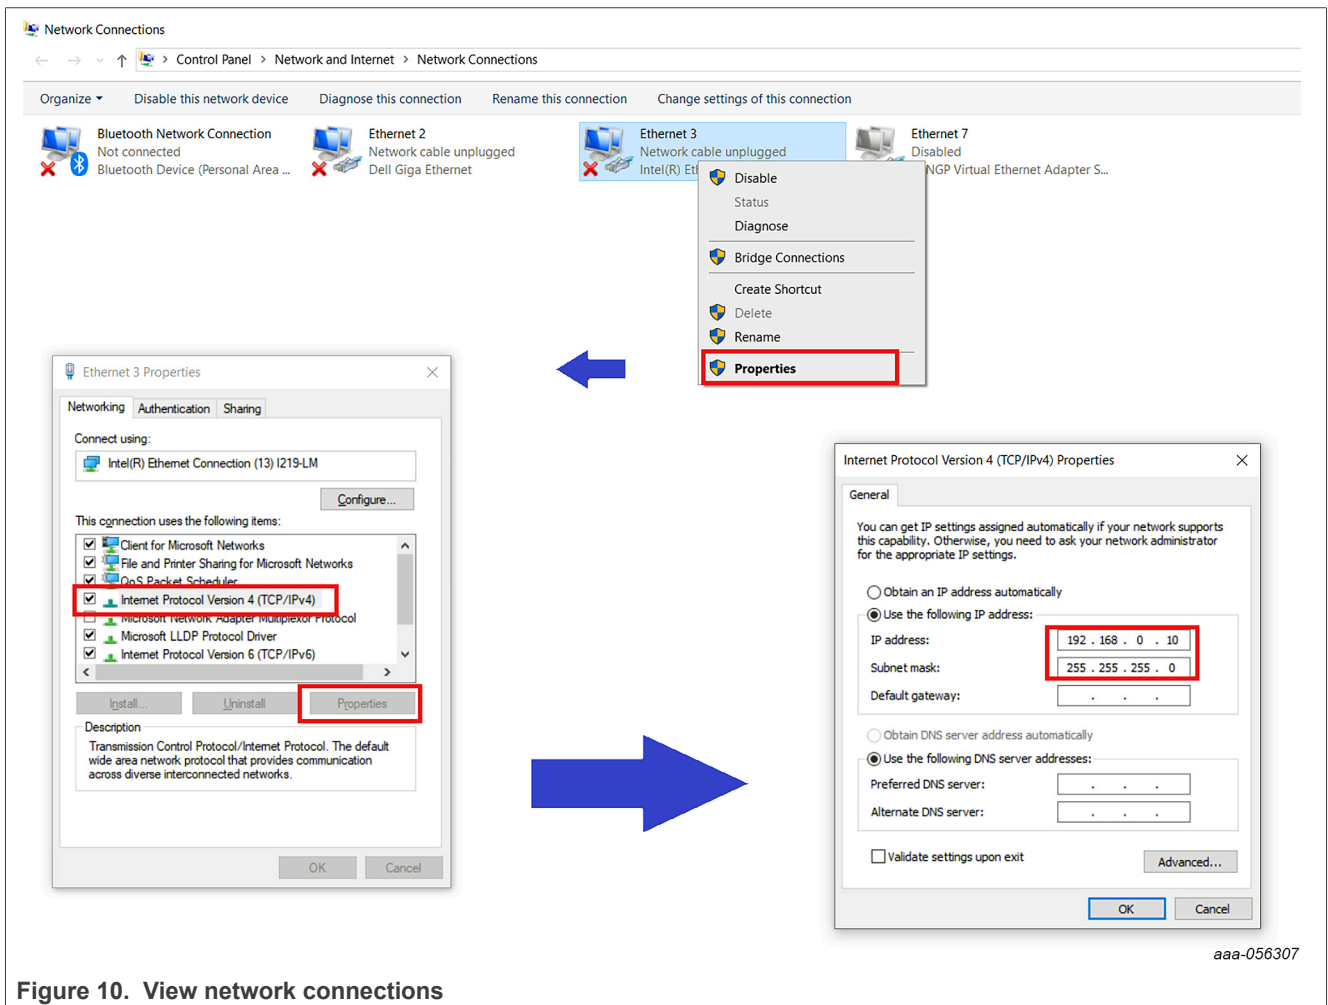 Network Connections
Control Panel > Network and Internet > Network Connections
Organize Disable this network device Diagnose this connection Rename this connection Change settings of this connection
Bluetooth Network Connection
Not connected
Bluetooth Device (Personal Area ...
Ethernet 2
Network cable unplugged
Dell Giga Ethernet
Ethernet 3
Network cable unplugged
Intel(R) Et
Ethernet 7
Disabled
NGP Virtual Ethernet Adapter S...
Disable
Status
Diagnose
Bridge Connections
Create Shortcut
Delete
Rename
Properties
Ethernet 3 Properties
Networking Authentication Sharing
Connect using:
Intel(R) Ethernet Connection (13) I219-LM
Configure...
This connection uses the following items:
Client for Microsoft Networks
File and Printer Sharing for Microsoft Networks
QoS Packet Scheduler
Internet Protocol Version 4 (TCP/IPv4)
Microsoft Network Adapter Multiplexor Protocol
Microsoft LLDP Protocol Driver
Internet Protocol Version 6 (TCP/IPv6)
Install... Uninstall Properties
Description
Transmission Control Protocol/Internet Protocol. The default
wide area network protocol that provides communication
across diverse interconnected networks.
OK Cancel
Internet Protocol Version 4 (TCP/IPv4) Properties
General
You can get IP settings assigned automatically if your network supports
this capability. Otherwise, you need to ask your network administrator
for the appropriate IP settings.
Obtain an IP address automatically
Use the following IP address:
IP address: 192 . 168 . 0 . 10
Subnet mask: 255 . 255 . 255 . 0
Default gateway: . . .
Obtain DNS server address automatically
Use the following DNS server addresses:
Preferred DNS server: . . .
Alternate DNS server: . . .
Validate settings upon exit
Advanced...
OK Cancel
aaa-056307
Figure 10. View network connections